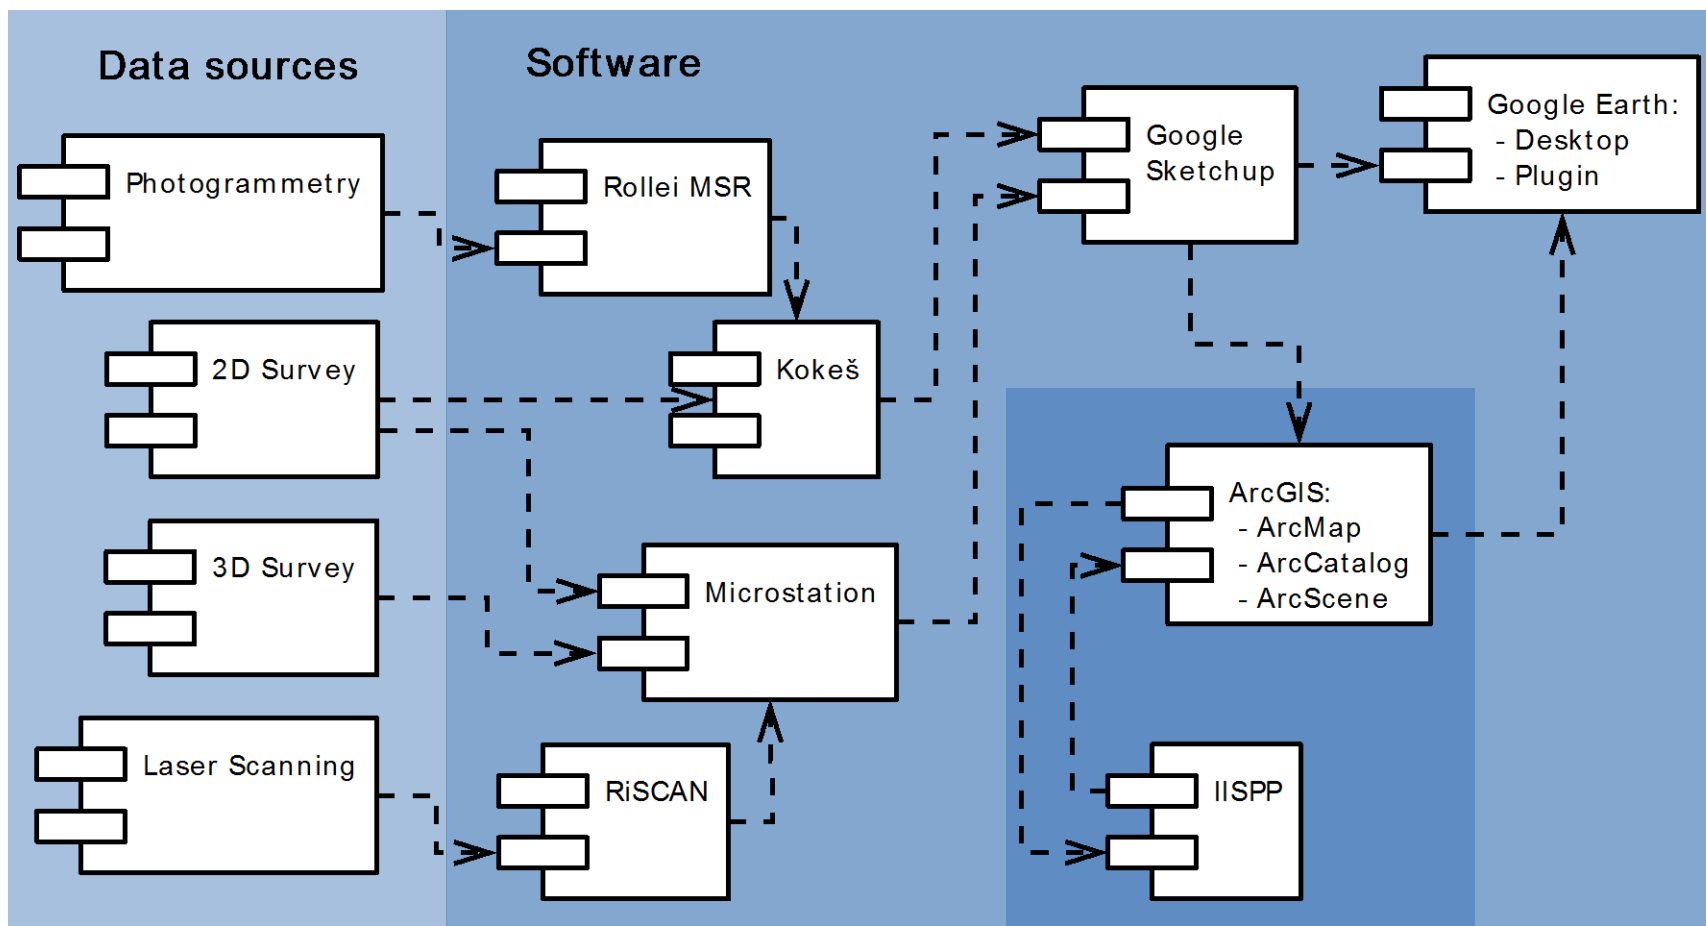 Data sources
Software
Photogrammetry
2D Survey
3D Survey
Laser Scanning
Rollei MSR
Kokeš
Microstation
RiSCAN
Google
Sketchup
Google Earth:
- Desktop
- Plugin
ArcGIS:
- ArcMap
- ArcCatalog
- ArcScene
IISPP